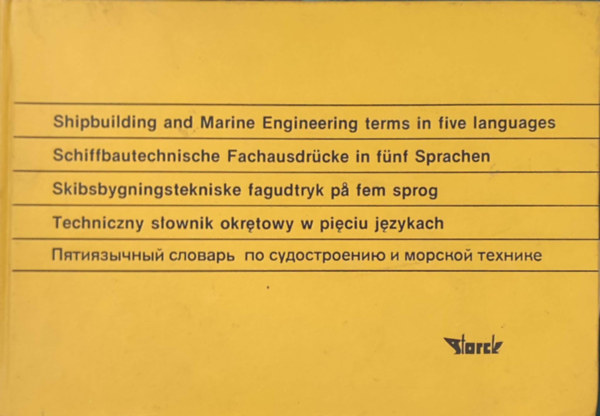 Shipbuilding and Marine Engineering terms in five languages
Schiffbautechnische Fachausdrücke in fünf Sprachen
Skibsbygningstekniske fagudtryk på fem sprog
Techniczny słownik okrętowy w pięciu językach
Пятиязычный словарь по судостроению и морской технике
Storck